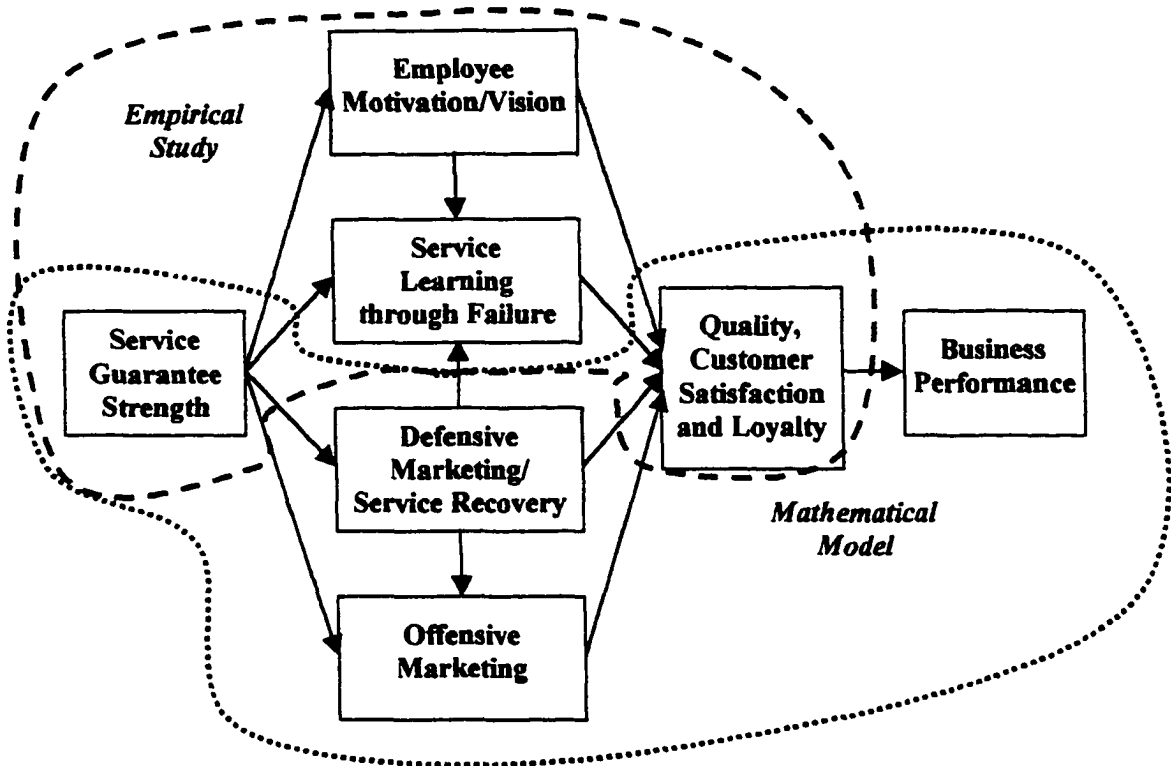 Employee
Motivation/Vision
Empirical
Study
Service
Learning
through Failure
Service
Guarantee
Strength
Quality,
Customer
Satisfaction
and Loyalty
Business
Performance
Defensive
Marketing/
Service Recovery
Mathematical
Model
Offensive
Marketing